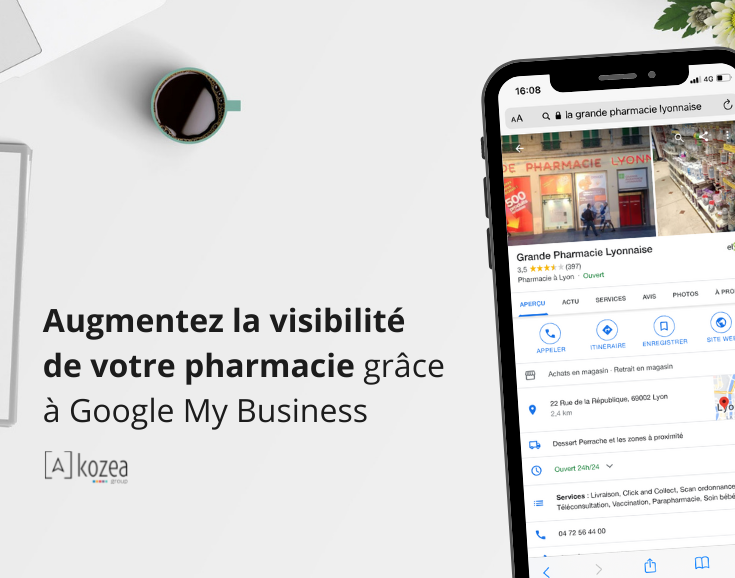 16:08
4G
AA
la grande pharmacie lyonnaise
DE PHARMACIE LYONN
500
Grande Pharmacie Lyonnaise
3,5 (397)
Pharmacie à Lyon · Ouvert
APERÇU ACTU SERVICES AVIS PHOTOS À PRO
APPELER ITINÉRAIRE ENREGISTRER SITE WEB
Achats en magasin · Retrait en magasin
22 Rue de la République, 69002 Lyon
2,4 km
Lyo
Dessert Perrache et les zones à proximité
Ouvert 24h/24
Services : Livraison, Click and Collect, Scan ordonnance
Téléconsultation, Vaccination, Parapharmacie, Soin bébé
04 72 56 44 00
Augmentez la visibilité
de votre pharmacie grâce
à Google My Business
[A]kozea
group